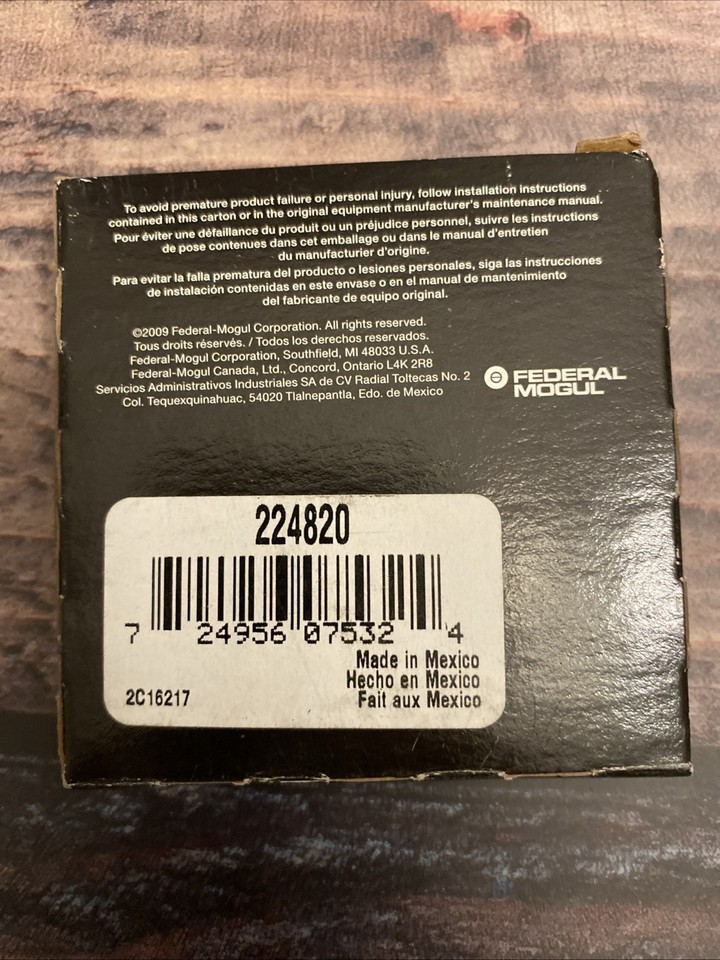 To avoid premature product failure or personal injury, follow installation instructions
contained in this carton or in the original equipment manufacturer's maintenance manual.
Pour éviter une défaillance du produit ou un préjudice personnel, suivre les instructions
de pose contenues dans cet emballage ou dans le manual d'entretien
du manufacturier d'origine.
Para evitar la falla prematura del producto o lesiones personales, siga las instrucciones
de instalación contenidas en este envase o en el manual de mantenimiento
del fabricante de equipo original.
©2009 Federal-Mogul Corporation. All rights reserved.
Tous droits réservés. / Todos los derechos reservados.
Federal-Mogul Corporation, Southfield, MI 48033 U.S.A.
Federal-Mogul Canada, Ltd., Concord, Ontario L4K 2R8
Servicios Administrativos Industriales SA de CV Radial Toltecas No. 2
Col. Tequexquinahuac, 54020 Tlalnepantla, Edo. de Mexico
FEDERAL
MOGUL
224820
7 24956 07532 4
Made in Mexico
Hecho en Mexico
2C16217 Fait aux Mexico